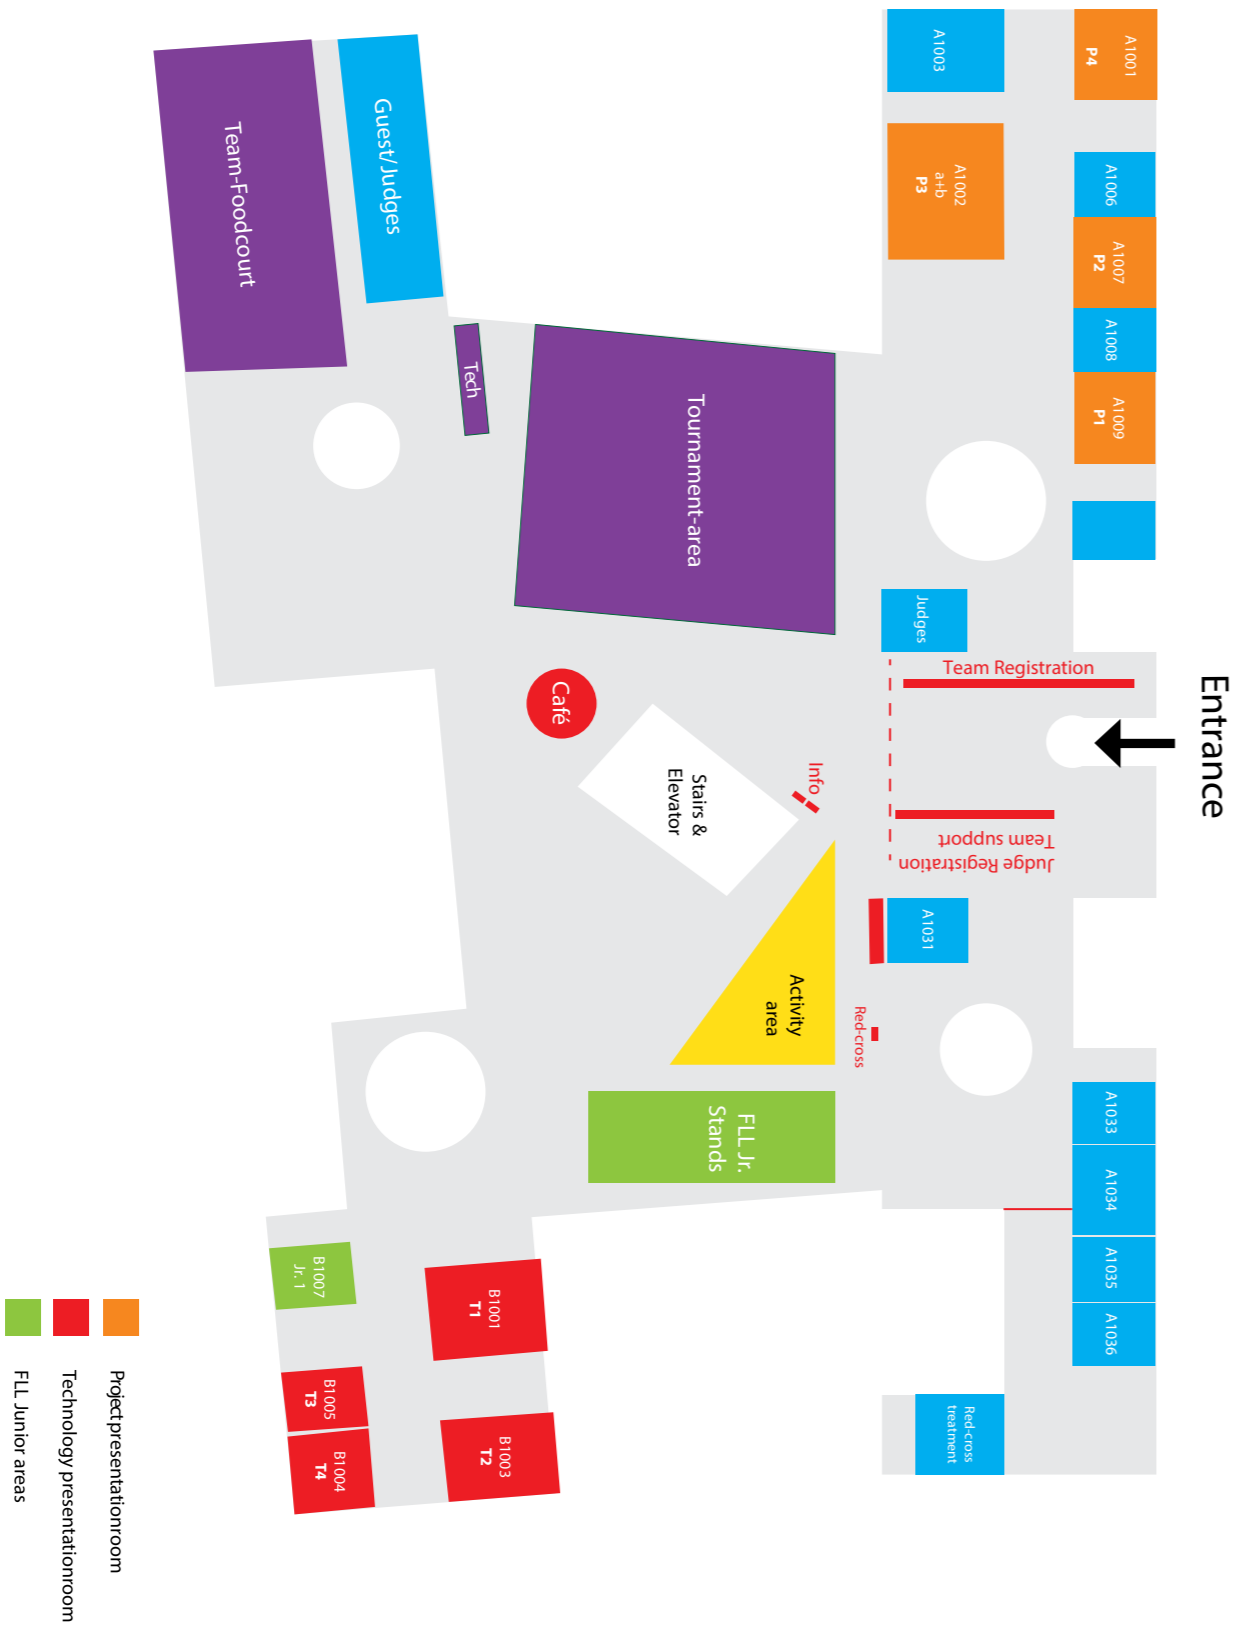 Entrance
A1001
P4
A1003
A1002
a+b
P3
A1006
A1007
P2
A1008
A1009
P1
Judges
Team Registration
Team support
Judge Registration
Info
A1031
Red-cross
A1033
A1034
A1035
A1036
Red-cross
treatment
Guest/Judges
Team-Foodcourt
Tech
Tournament-area
Café
Stairs &
Elevator
Activity
area
FLL Jr.
Stands
B1007
Jr. 1
B1001
T1
B1005
T3
B1004
T4
B1003
T2
Projectpresentationroom
Technology presentationroom
FLL Junior areas